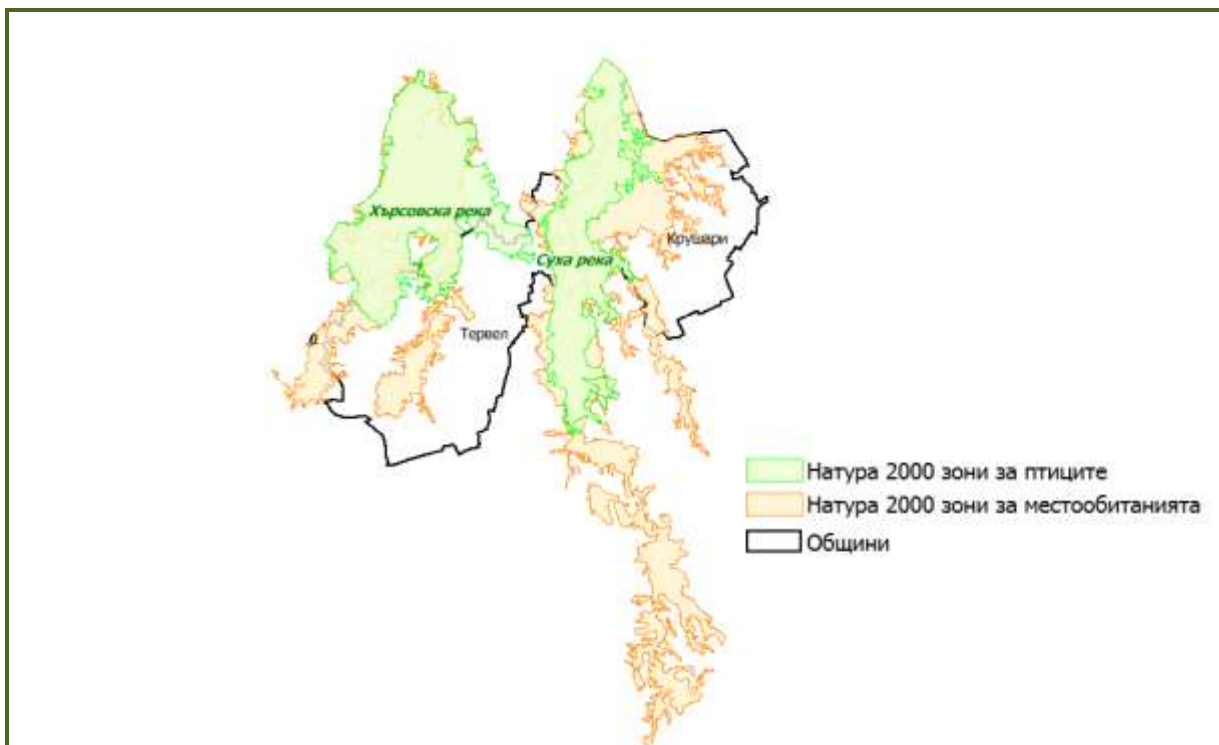 Хърсовска река
Крушари
Суха река
Тервел
Натура 2000 зони за птиците
Натура 2000 зони за местообитанията
Общини